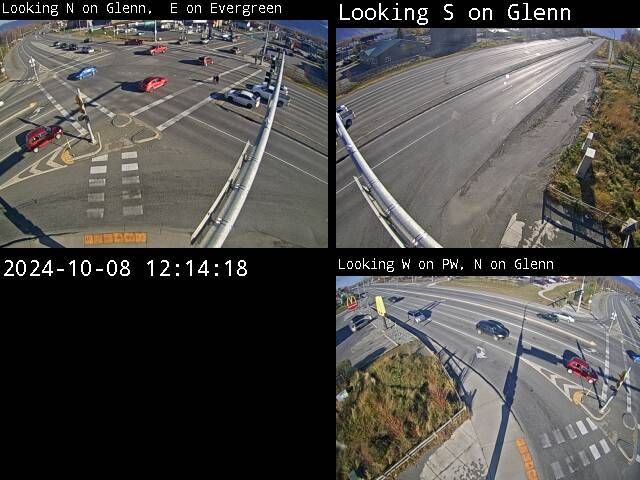 Looking N on Glenn, E on Evergreen
Looking S on Glenn
2024-10-08 12:14:18
Looking W on PW, N on Glenn